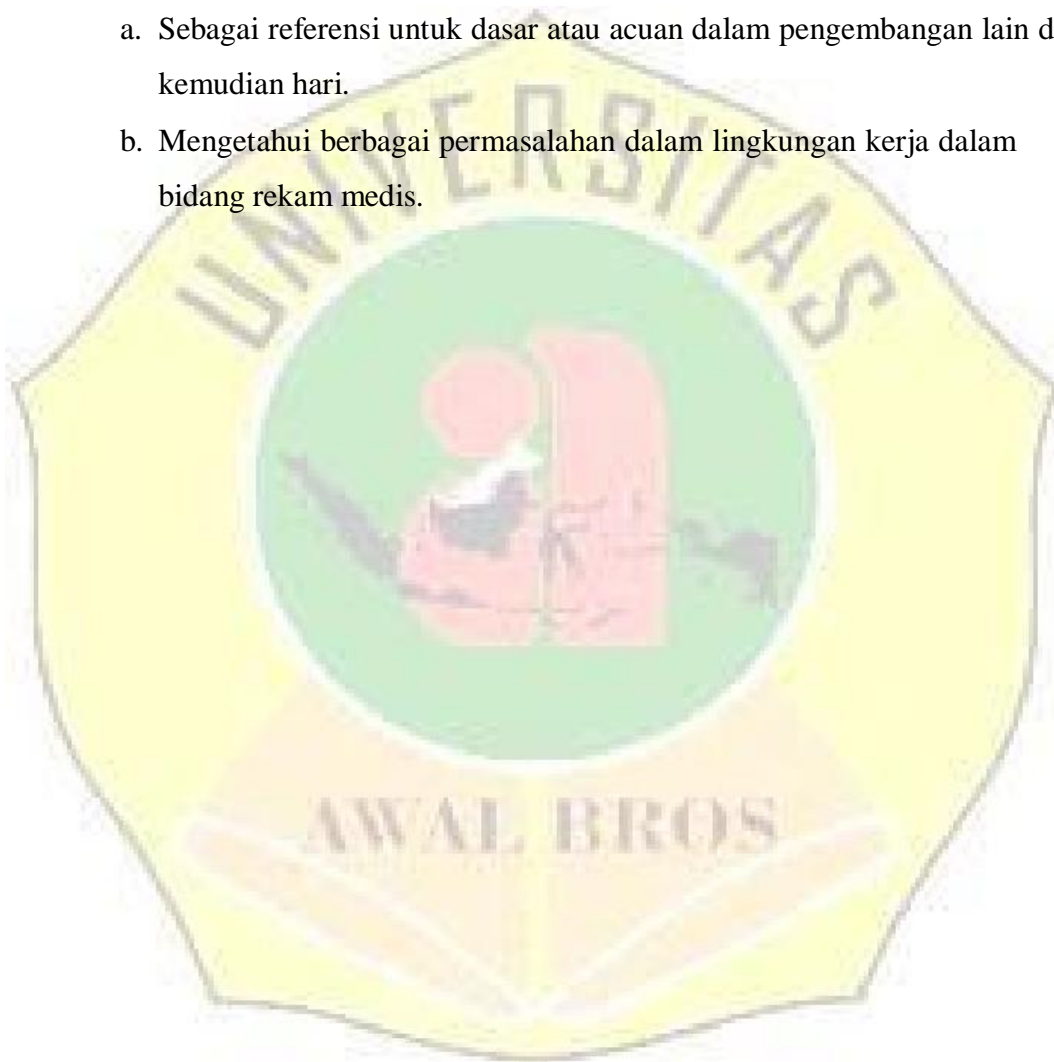 a. Sebagai referensi untuk dasar atau acuan dalam pengembangan lain d
kemudian hari.
b. Mengetahui berbagai permasalahan dalam lingkungan kerja dalam
bidang rekam medis.
UNIVERSITAS
AWAL BROS